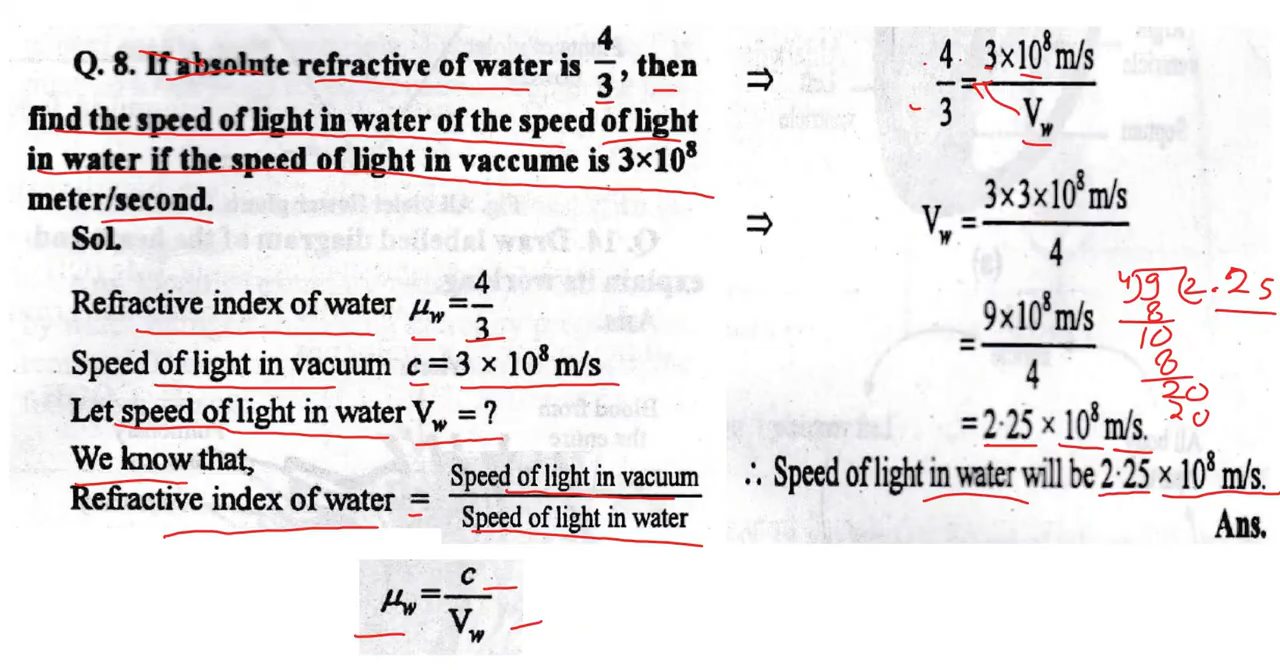 Q. 8. If absolute refractive of water is 4/3, then
find the speed of light in water of the speed of light
in water if the speed of light in vaccume is 3×10⁸
meter/second.
Sol.
Refractive index of water μw = 4/3
Speed of light in vacuum c=3 × 10⁸ m/s
Let speed of light in water Vw = ?
We know that,
Refractive index of water = Speed of light in vacuum / Speed of light in water
μw = c / Vw
⇒ 4/3 = 3×10⁸ m/s / Vw
⇒ Vw = 3×3×10⁸ m/s / 4
= 9×10⁸ m/s / 4
= 2·25 × 10⁸ m/s.
4)9(2.25
8
10
8
20
20
∴ Speed of light in water will be 2·25 × 10⁸ m/s.
Ans.